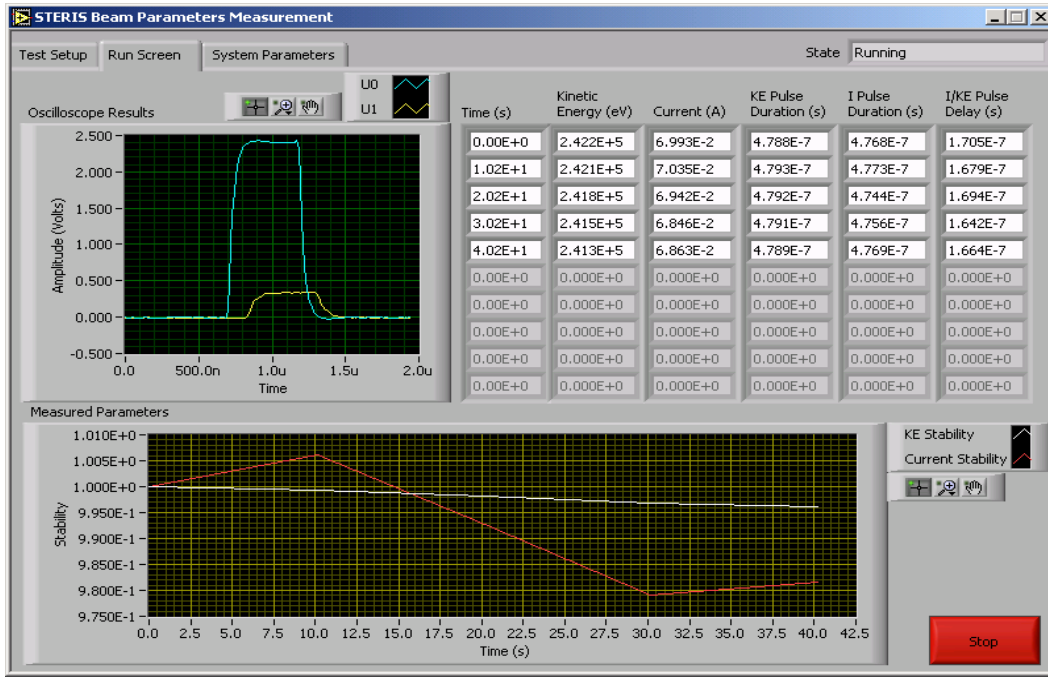 STERIS Beam Parameters Measurement
Test Setup
Run Screen
System Parameters
State Running
Oscilloscope Results
U0
U1
Amplitude (Volts)
2.500
2.000
1.500
1.000
0.500
0.000
-0.500
0.0 500.0n 1.0u 1.5u 2.0u
Time
Time (s) Kinetic Energy (eV) Current (A) KE Pulse Duration (s) I Pulse Duration (s) I/KE Pulse Delay (s)
0.00E+0 2.422E+5 6.993E-2 4.788E-7 4.768E-7 1.705E-7
1.02E+1 2.421E+5 7.035E-2 4.793E-7 4.773E-7 1.679E-7
2.02E+1 2.418E+5 6.942E-2 4.792E-7 4.744E-7 1.694E-7
3.02E+1 2.415E+5 6.846E-2 4.791E-7 4.756E-7 1.642E-7
4.02E+1 2.413E+5 6.863E-2 4.789E-7 4.769E-7 1.664E-7
0.00E+0 0.000E+0 0.000E+0 0.000E+0 0.000E+0 0.000E+0
0.00E+0 0.000E+0 0.000E+0 0.000E+0 0.000E+0 0.000E+0
0.00E+0 0.000E+0 0.000E+0 0.000E+0 0.000E+0 0.000E+0
0.00E+0 0.000E+0 0.000E+0 0.000E+0 0.000E+0 0.000E+0
0.00E+0 0.000E+0 0.000E+0 0.000E+0 0.000E+0 0.000E+0
Measured Parameters
Stability
1.010E+0
1.005E+0
1.000E+0
9.950E-1
9.900E-1
9.850E-1
9.800E-1
9.750E-1
0.0 2.5 5.0 7.5 10.0 12.5 15.0 17.5 20.0 22.5 25.0 27.5 30.0 32.5 35.0 37.5 40.0 42.5
Time (s)
KE Stability
Current Stability
Stop